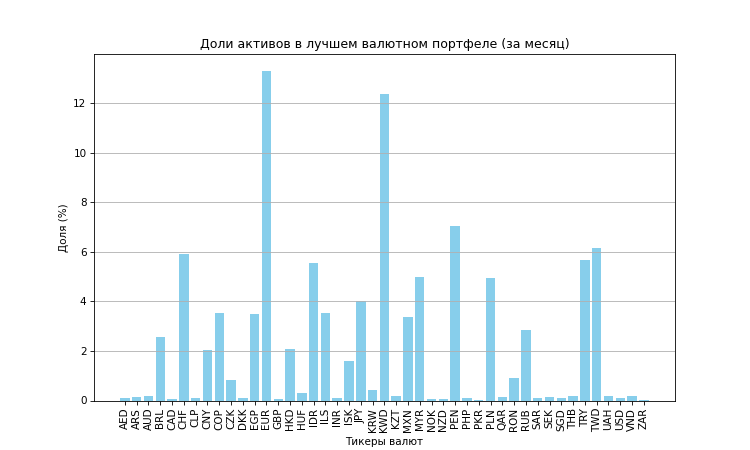 Доли активов в лучшем валютном портфеле (за месяц)
Доля (%)
12
10
8
6
4
2
0
AED ARS AUD BRL CAD CHF CLP CNY COP CZK DKK EGP EUR GBP HKD HUF IDR ILS INR ISK JPY KRW KWD KZT MXN MYR NOK NZD PEN PHP PKR PLN QAR RON RUB SAR SEK SGD THB TRY TWD UAH USD VND ZAR
Тикеры валют